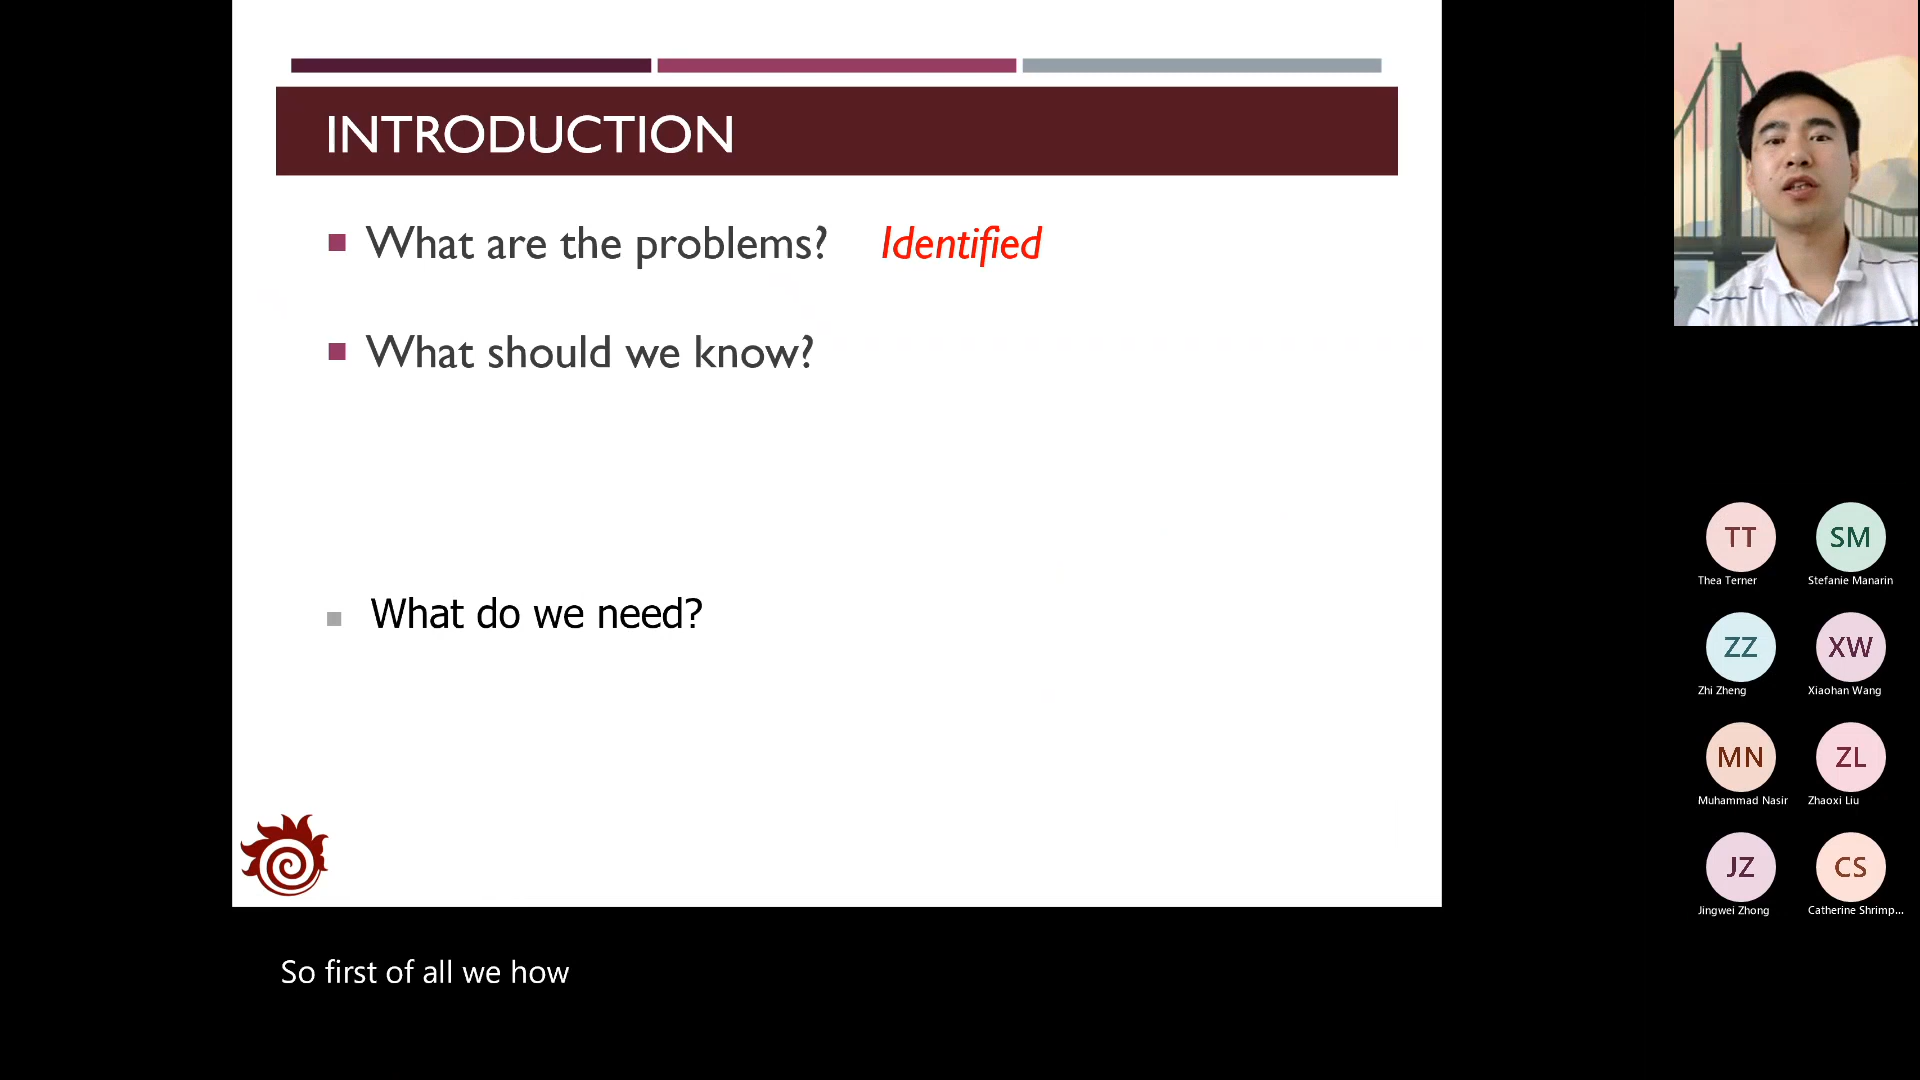 INTRODUCTION
What are the problems? Identified
What should we know?
What do we need?
So first of all we how
TT
SM
Thea Terner
Stefanie Manarin
ZZ
XW
Zhi Zheng
Xiaohan Wang
MN
ZL
Muhammad Nasir
Zhaoxi Liu
JZ
CS
Jingwei Zhong
Catherine Shrimp...